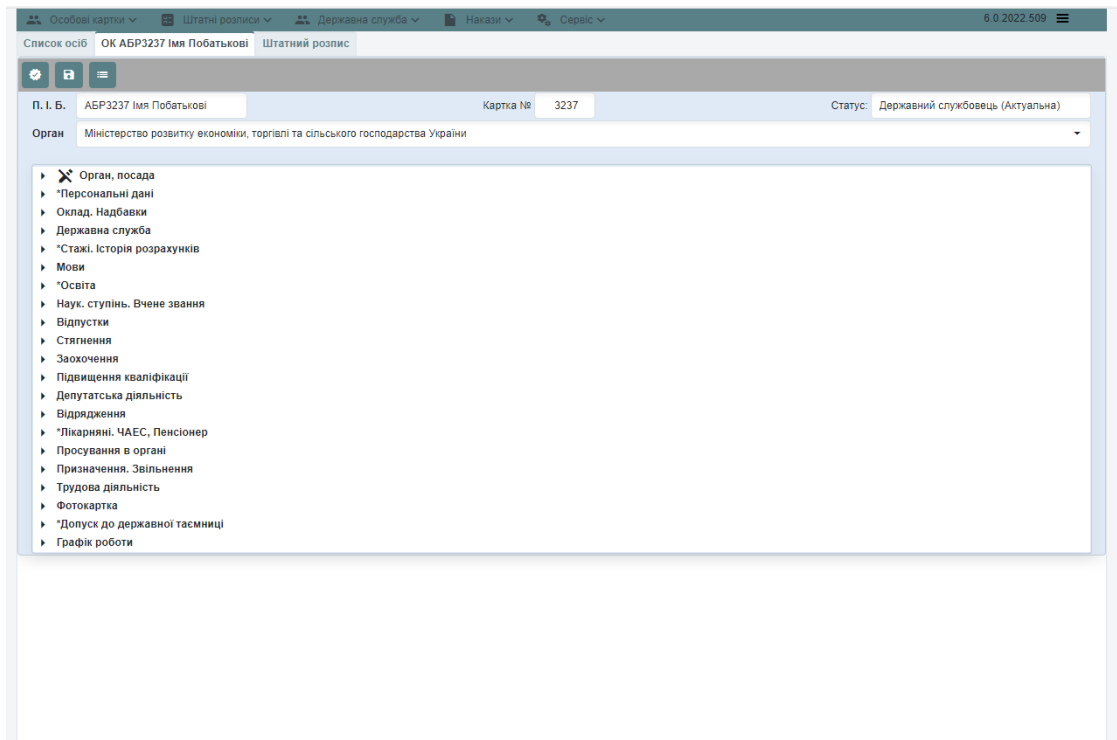 Особові картки Штатні розписи Державна служба Накази Сервіс 6.0.2022.509
Список осіб ОК АБР3237 Імя Побатькові Штатний розпис
П. І. Б. АБР3237 Імя Побатькові Картка № 3237 Статус: Державний службовець (Актуальна)
Орган Міністерство розвитку економіки, торгівлі та сільського господарства України
Орган, посада
*Персональні дані
Оклад. Надбавки
Державна служба
*Стажі. Історія розрахунків
Мови
*Освіта
Наук. ступінь. Вчене звання
Відпустки
Стягнення
Заохочення
Підвищення кваліфікації
Депутатська діяльність
Відрядження
*Лікарняні. ЧАЕС, Пенсіонер
Просування в органі
Призначення. Звільнення
Трудова діяльність
Фотокартка
*Допуск до державної таємниці
Графік роботи